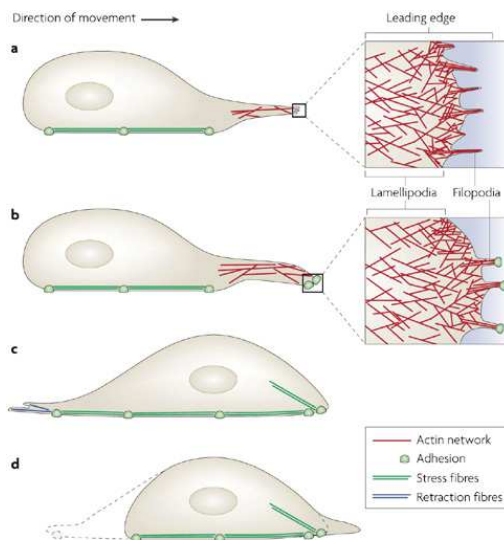 Direction of movement
Leading edge
a
Lamellipodia
Filopodia
b
c
Actin network
Adhesion
Stress fibres
Retraction fibres
d